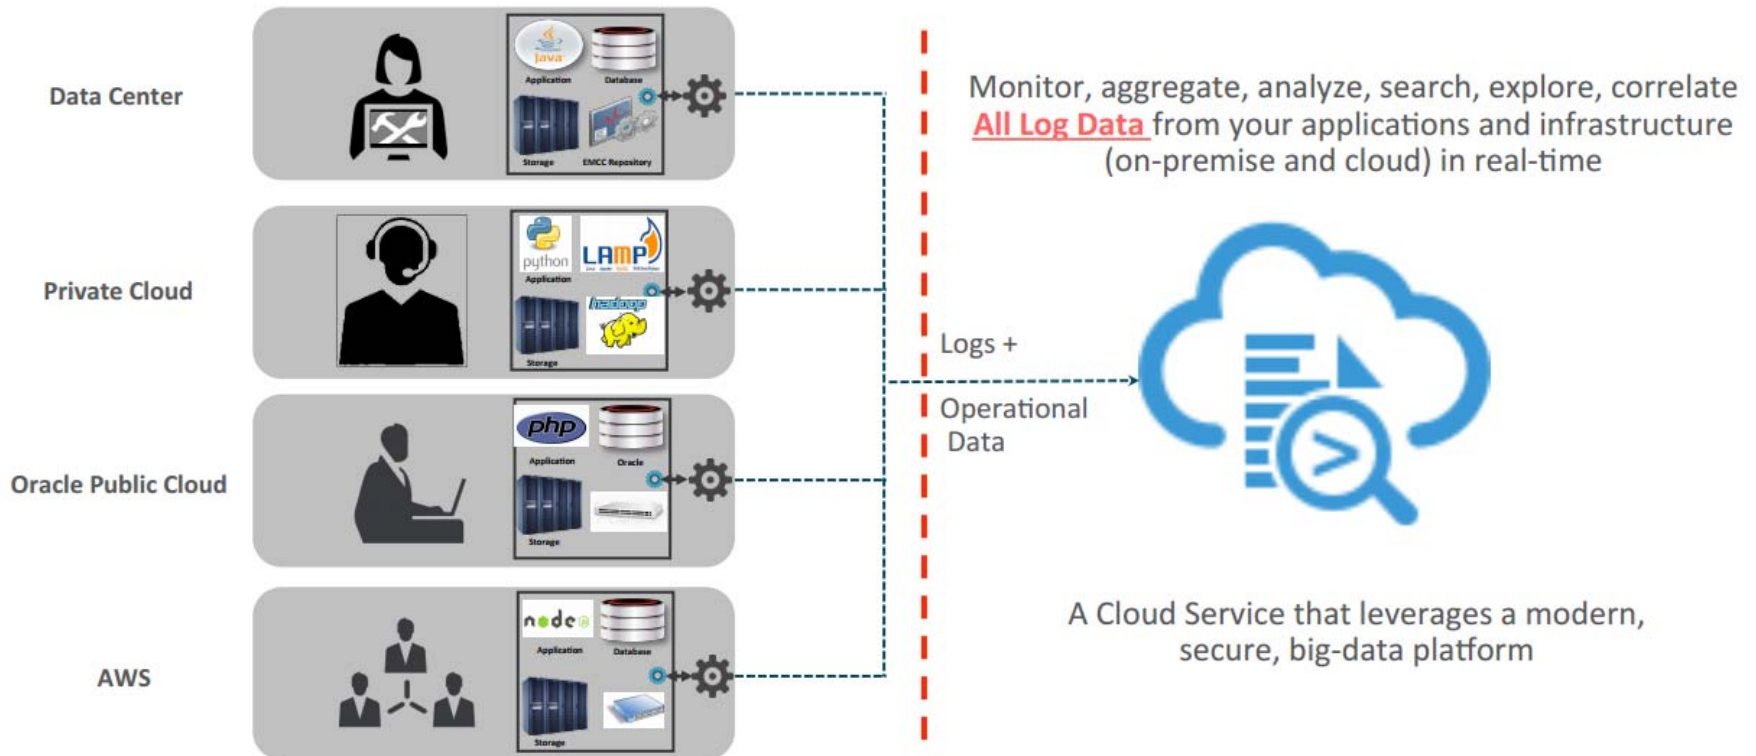 Data Center
Java
Application
Database
Storage
EMCC Repository
Private Cloud
python
LAMP
Application
hadoop
Storage
Oracle Public Cloud
php
Application
Oracle
Storage
AWS
node
Application
Database
Storage
Monitor, aggregate, analyze, search, explore, correlate
All Log Data from your applications and infrastructure
(on-premise and cloud) in real-time
Logs +
Operational
Data
>
A Cloud Service that leverages a modern,
secure, big-data platform